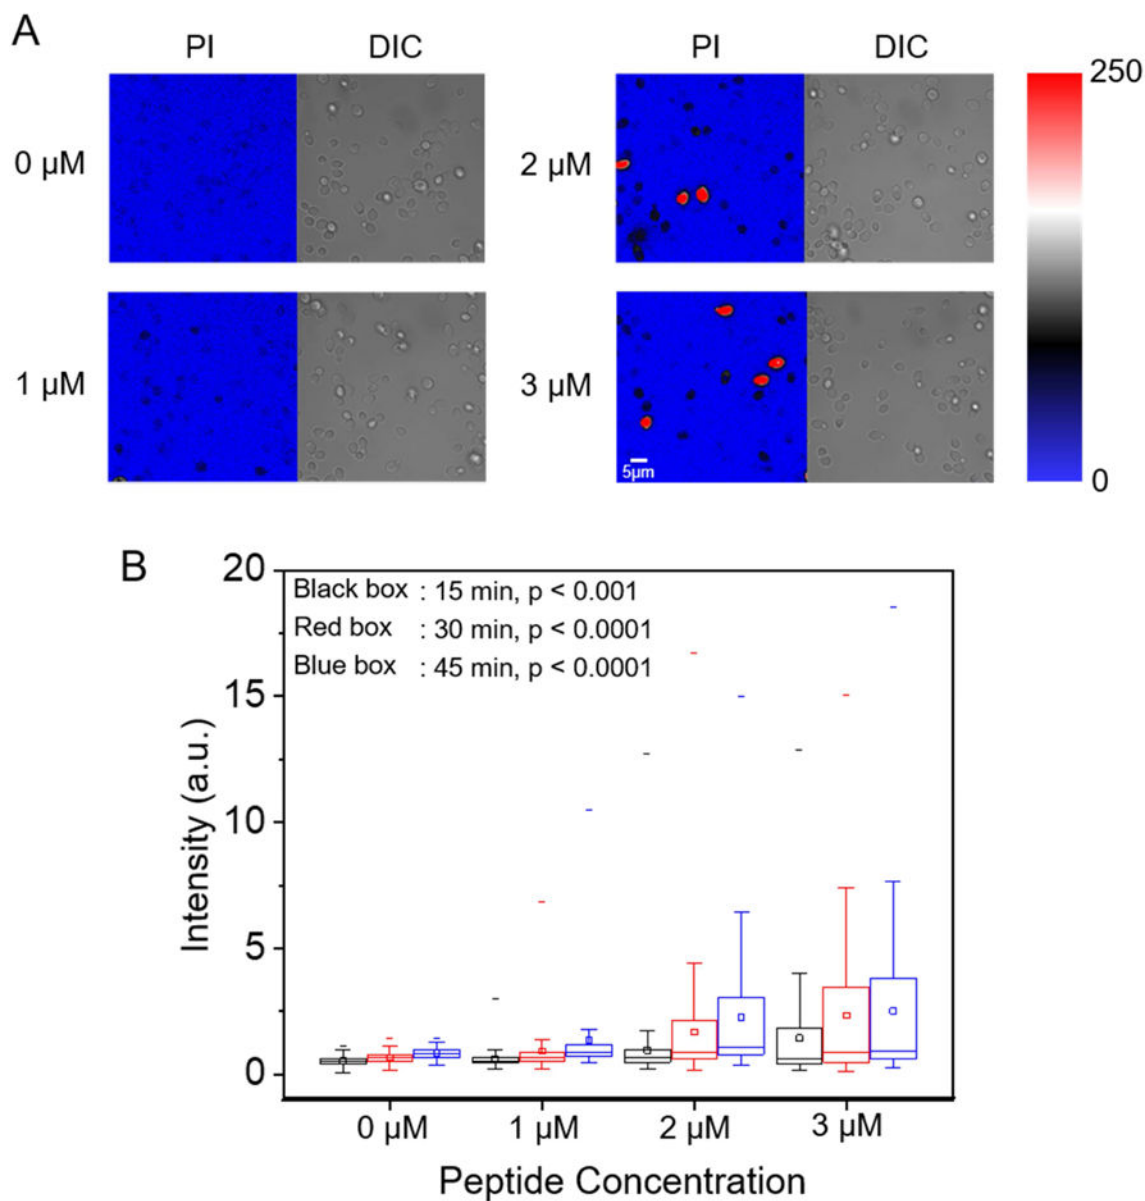 A
PI DIC PI DIC
250
0 µM
2 µM
1 µM
3 µM
5µm
0
B
20
Black box : 15 min, p < 0.001
Red box : 30 min, p < 0.0001
Blue box : 45 min, p < 0.0001
15
10
5
0
Intensity (a.u.)
0 µM 1 µM 2 µM 3 µM
Peptide Concentration